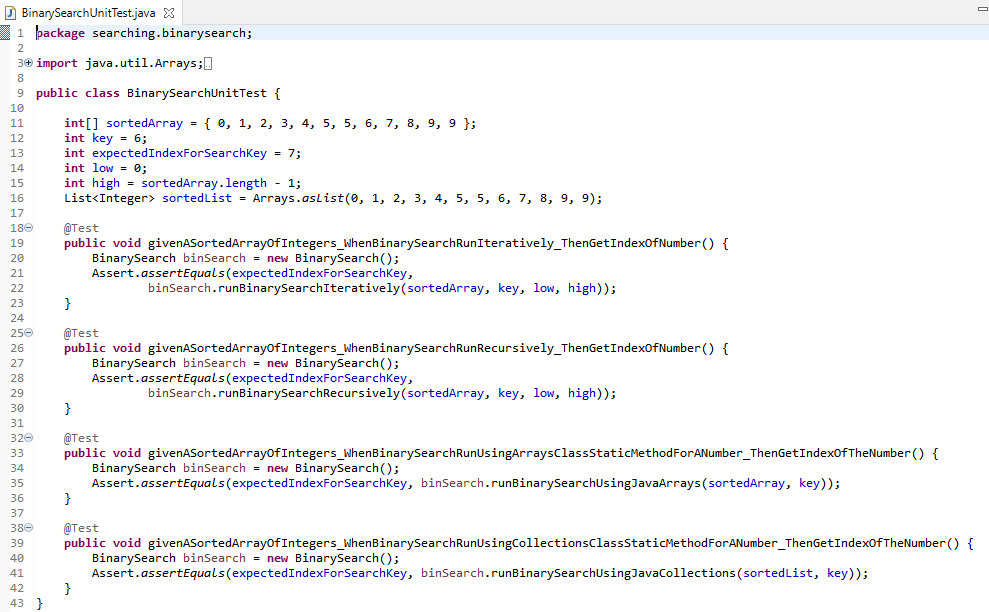 BinarySearchUnitTest.java
1 package searching.binarysearch;
2
3 import java.util.Arrays;
8
9 public class BinarySearchUnitTest {
10
11     int[] sortedArray = { 0, 1, 2, 3, 4, 5, 5, 6, 7, 8, 9, 9 };
12     int key = 6;
13     int expectedIndexForSearchKey = 7;
14     int low = 0;
15     int high = sortedArray.length - 1;
16     List<Integer> sortedList = Arrays.asList(0, 1, 2, 3, 4, 5, 5, 6, 7, 8, 9, 9);
17
18     @Test
19     public void givenASortedArrayOfIntegers_WhenBinarySearchRunIteratively_ThenGetIndexOfNumber() {
20         BinarySearch binSearch = new BinarySearch();
21         Assert.assertEquals(expectedIndexForSearchKey,
22                 binSearch.runBinarySearchIteratively(sortedArray, key, low, high));
23     }
24
25     @Test
26     public void givenASortedArrayOfIntegers_WhenBinarySearchRunRecursively_ThenGetIndexOfNumber() {
27         BinarySearch binSearch = new BinarySearch();
28         Assert.assertEquals(expectedIndexForSearchKey,
29                 binSearch.runBinarySearchRecursively(sortedArray, key, low, high));
30     }
31
32     @Test
33     public void givenASortedArrayOfIntegers_WhenBinarySearchRunUsingArraysClassStaticMethodForANumber_ThenGetIndexOfTheNumber() {
34         BinarySearch binSearch = new BinarySearch();
35         Assert.assertEquals(expectedIndexForSearchKey, binSearch.runBinarySearchUsingJavaArrays(sortedArray, key));
36     }
37
38     @Test
39     public void givenASortedArrayOfIntegers_WhenBinarySearchRunUsingCollectionsClassStaticMethodForANumber_ThenGetIndexOfTheNumber() {
40         BinarySearch binSearch = new BinarySearch();
41         Assert.assertEquals(expectedIndexForSearchKey, binSearch.runBinarySearchUsingJavaCollections(sortedList, key));
42     }
43 }